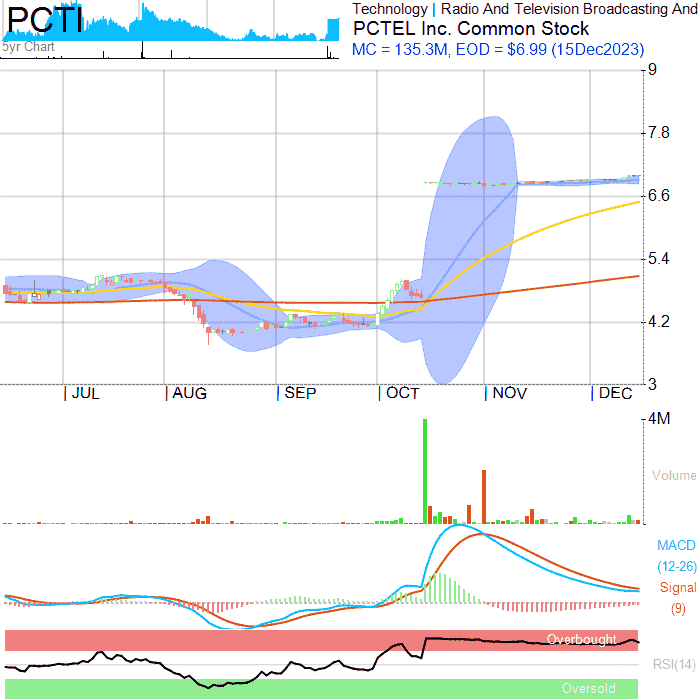 PCTI
5yr Chart
Technology | Radio And Television Broadcasting And
PCTEL Inc. Common Stock
MC = 135.3M, EOD = $6.99 (15Dec2023)
9
7.8
6.6
5.4
4.2
3
| JUL | AUG | SEP | OCT | NOV | DEC
4M
Volume
MACD
(12-26)
Signal
(9)
Overbought
RSI(14)
Oversold